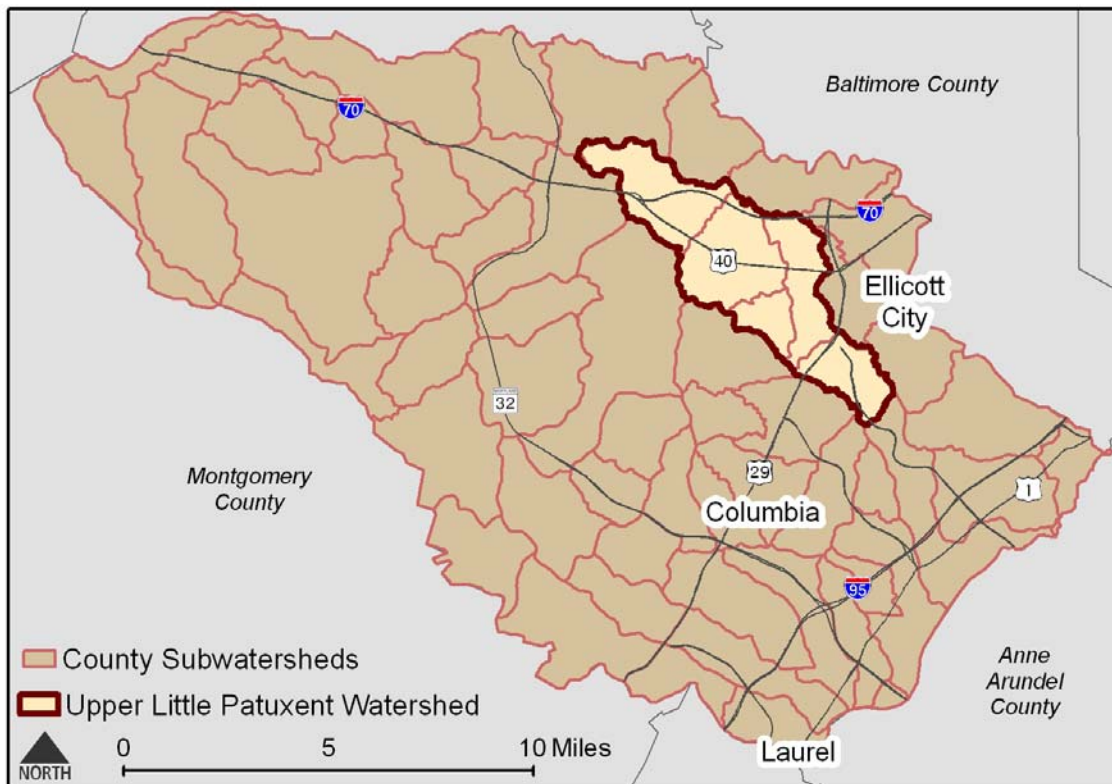 Baltimore County
70
70
40
Ellicott
City
32
Montgomery
County
29
1
Columbia
95
County Subwatersheds
Anne
Arundel
County
Upper Little Patuxent Watershed
0 5 10 Miles
NORTH
Laurel